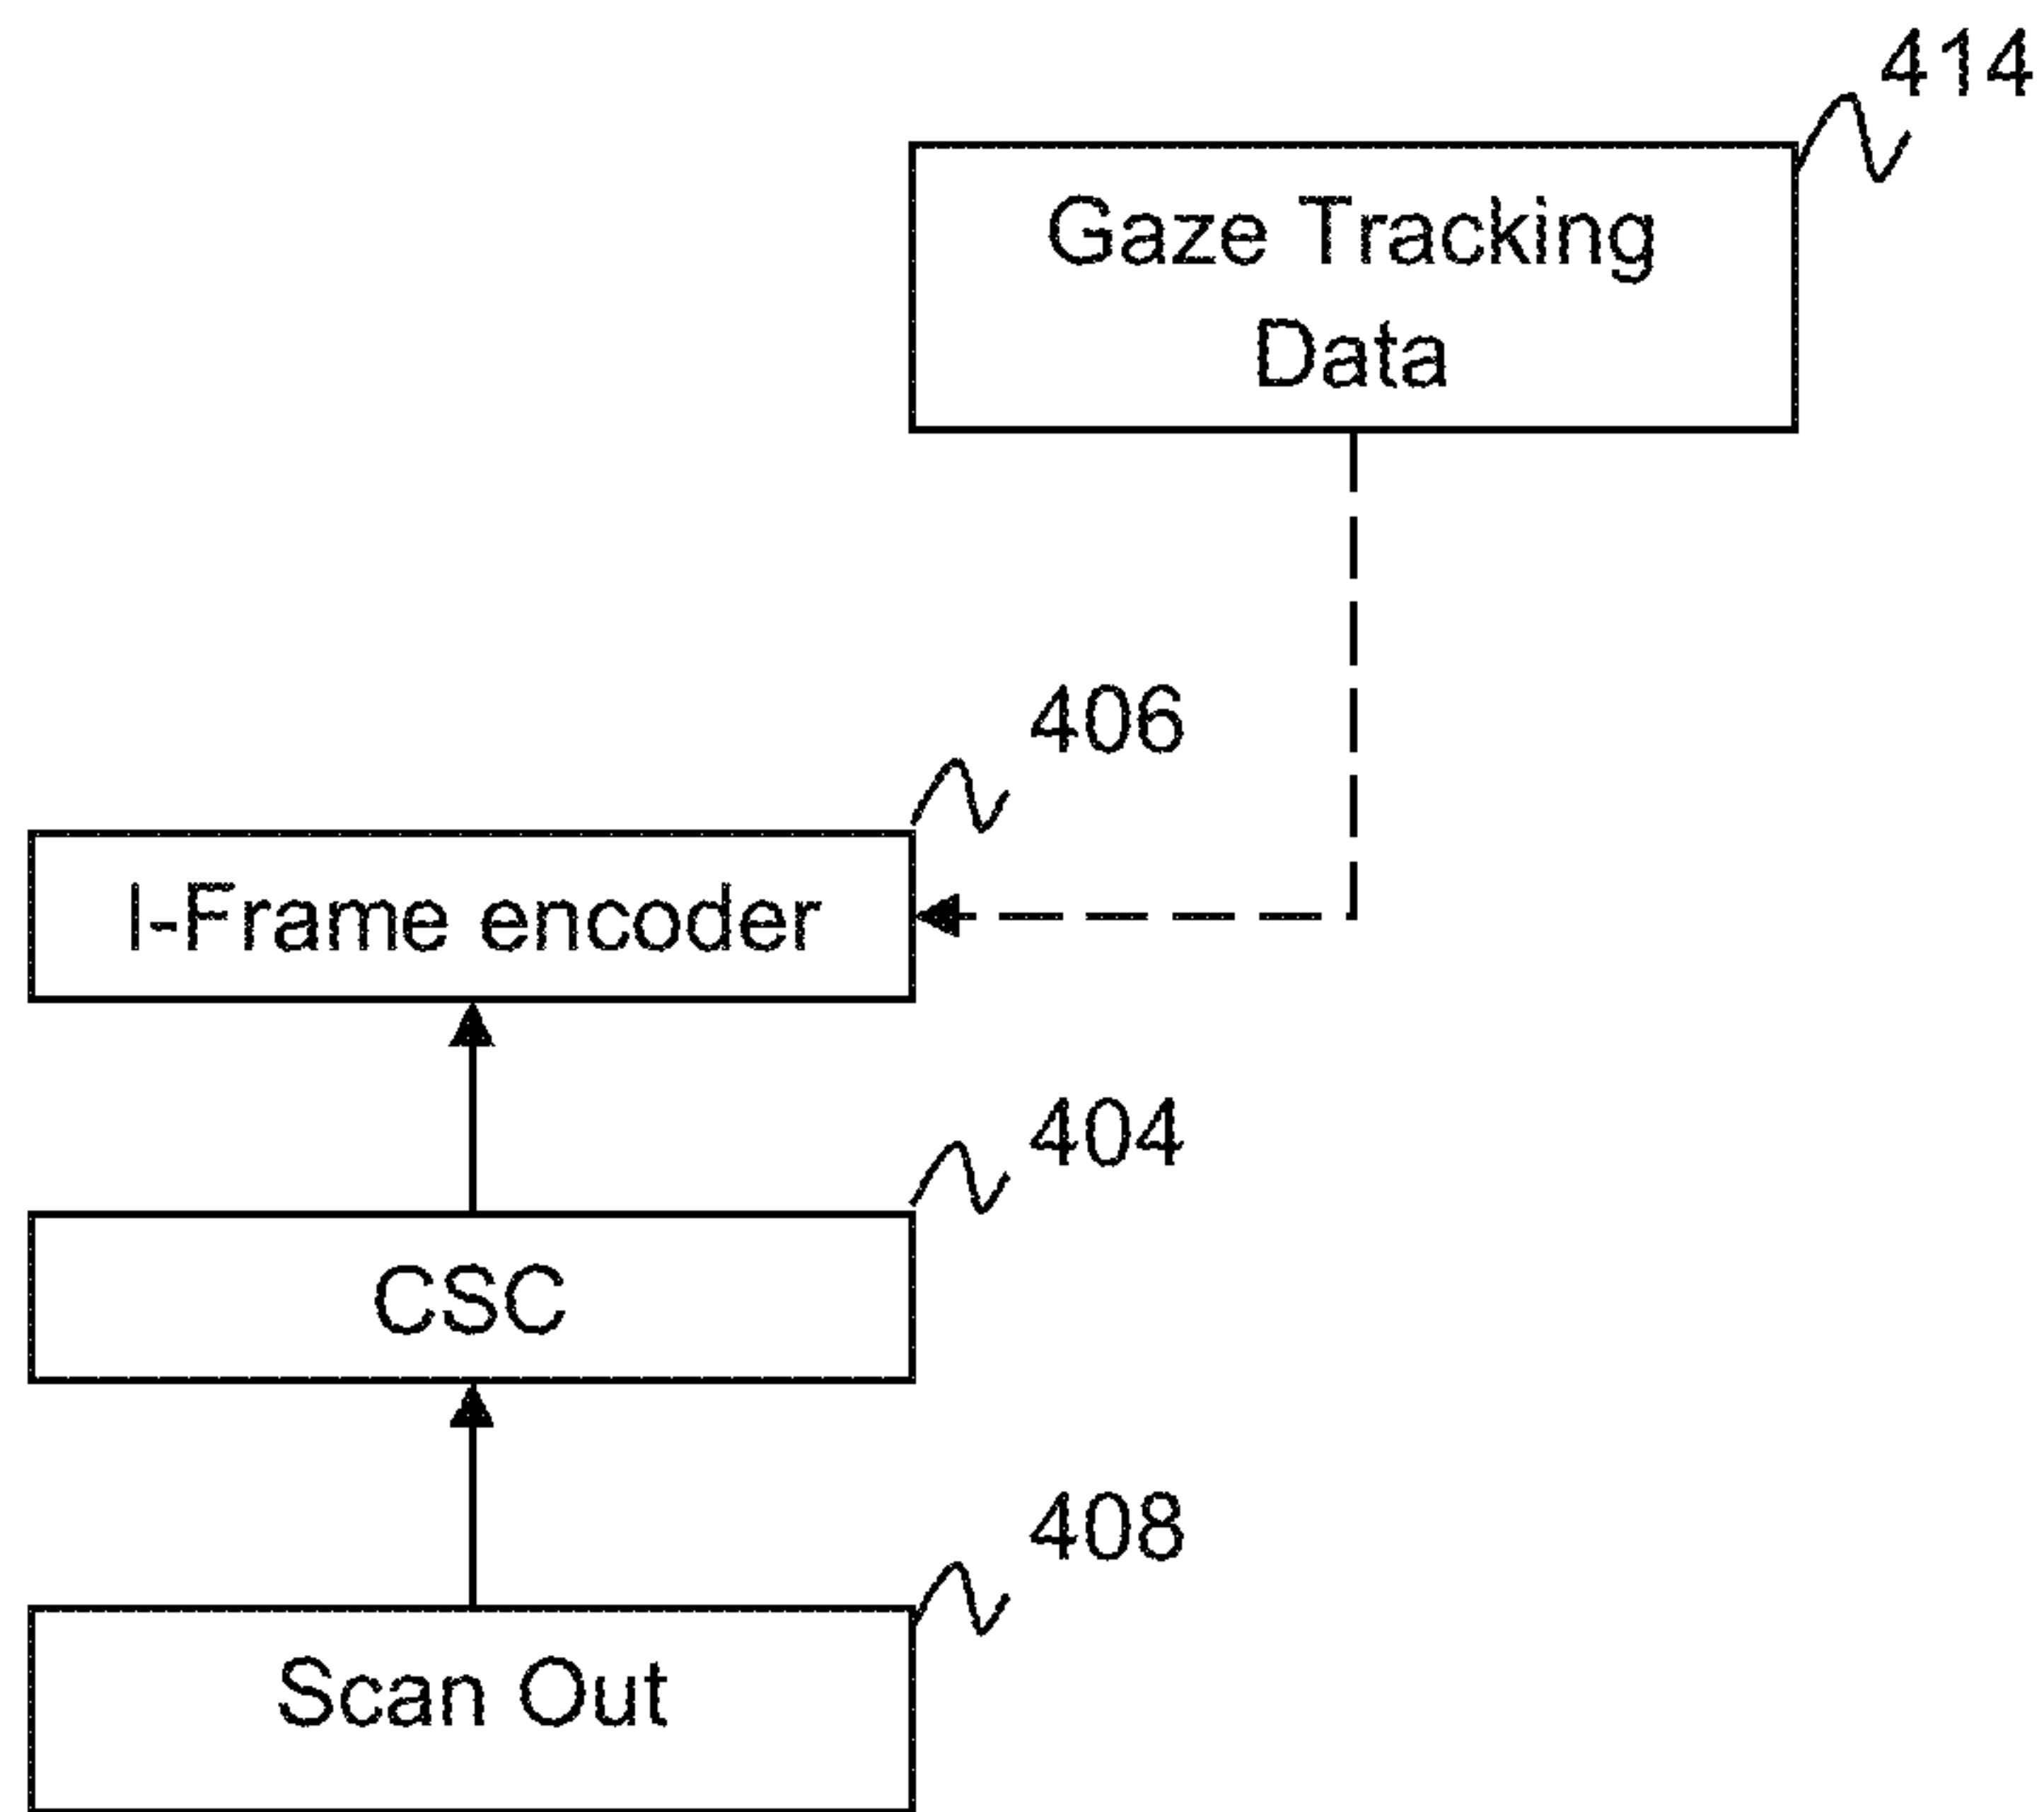 414
Gaze Tracking
Data
406
I-Frame encoder
404
CSC
408
Scan Out